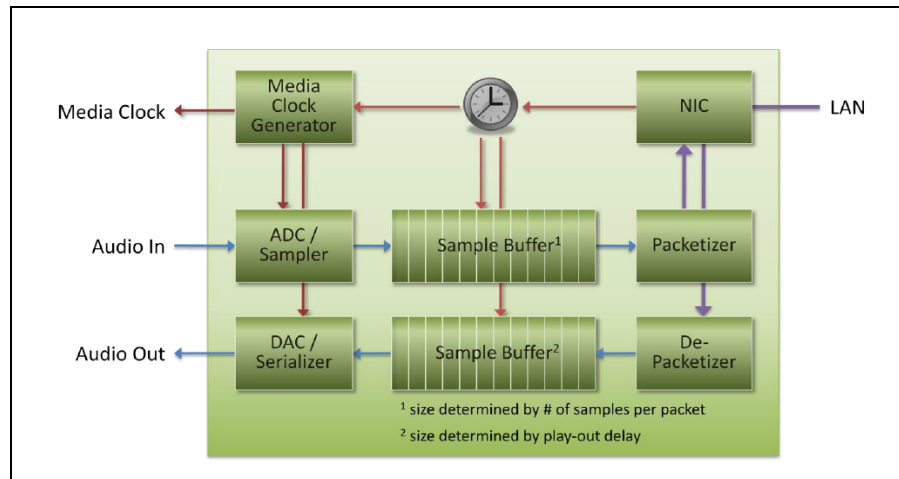 Media Clock
Media
Clock
Generator
NIC
LAN
Audio In
ADC /
Sampler
Sample Buffer¹
Packetizer
Audio Out
DAC /
Serializer
Sample Buffer²
De-
Packetizer
¹ size determined by # of samples per packet
² size determined by play-out delay